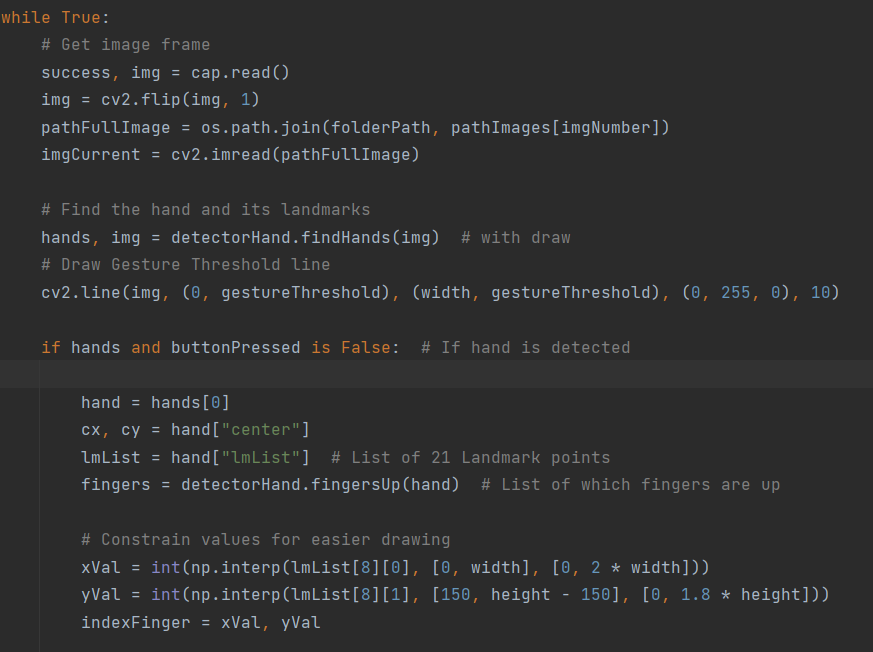 while True:
    # Get image frame
    success, img = cap.read()
    img = cv2.flip(img, 1)
    pathFullImage = os.path.join(folderPath, pathImages[imgNumber])
    imgCurrent = cv2.imread(pathFullImage)

    # Find the hand and its landmarks
    hands, img = detectorHand.findHands(img)  # with draw
    # Draw Gesture Threshold line
    cv2.line(img, (0, gestureThreshold), (width, gestureThreshold), (0, 255, 0), 10)

    if hands and buttonPressed is False:  # If hand is detected

        hand = hands[0]
        cx, cy = hand["center"]
        lmList = hand["lmList"]  # List of 21 Landmark points
        fingers = detectorHand.fingersUp(hand)  # List of which fingers are up

        # Constrain values for easier drawing
        xVal = int(np.interp(lmList[8][0], [0, width], [0, 2 * width]))
        yVal = int(np.interp(lmList[8][1], [150, height - 150], [0, 1.8 * height]))
        indexFinger = xVal, yVal